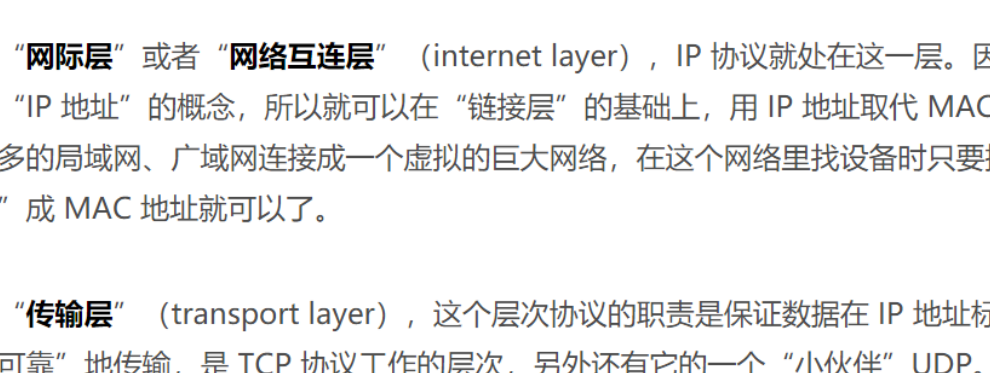 “网际层”或者“网络互连层”（internet layer），IP 协议就处在这一层。因
“IP 地址”的概念，所以就可以在“链接层”的基础上，用 IP 地址取代 MAC
多的局域网、广域网连接成一个虚拟的巨大网络，在这个网络里找设备时只要
”成 MAC 地址就可以了。
“传输层”（transport layer），这个层次协议的职责是保证数据在 IP 地址标
可靠”地传输，是 TCP 协议工作的层次，另外还有它的一个“小伙伴”UDP。